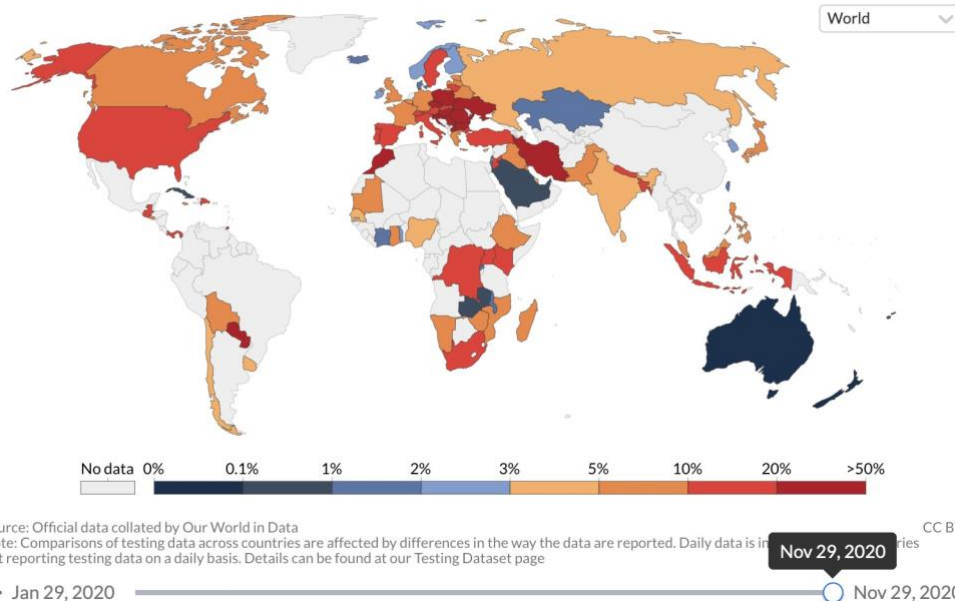 World
No data 0% 0.1% 1% 2% 3% 5% 10% 20% >50%
urce: Official data collated by Our World in Data CC B
te: Comparisons of testing data across countries are affected by differences in the way the data are reported. Daily data is in ries
t reporting testing data on a daily basis. Details can be found at our Testing Dataset page
Nov 29, 2020
Jan 29, 2020 Nov 29, 2020